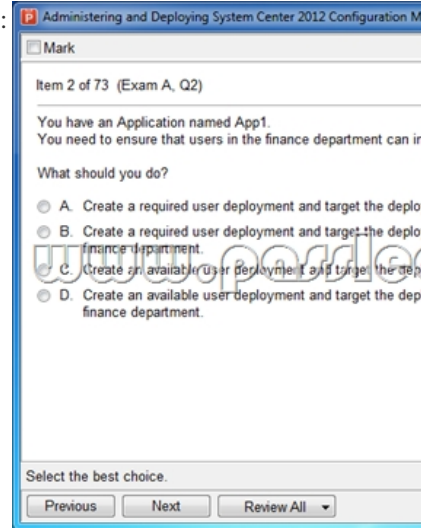 :
Administering and Deploying System Center 2012 Configuration M
Mark
Item 2 of 73 (Exam A, Q2)
You have an Application named App1.
You need to ensure that users in the finance department can in
What should you do?
A. Create a required user deployment and target the deplo
B. Create a required user deployment and target the deplo
finance department.
C. Create an available user deployment and target the dep
D. Create an available user deployment and target the dep
finance department.
www.passlea
Select the best choice.
Previous Next Review All